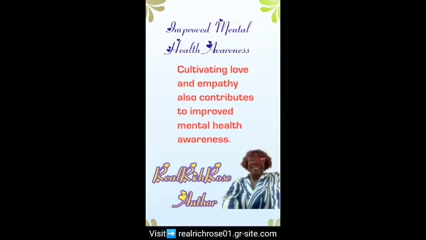 Improved Mental
Health Awareness
Cultivating love
and empathy
also contributes
to improved
mental health
awareness.
RealRichRose
Author
Visit➡️ realrichrose01.gr-site.com